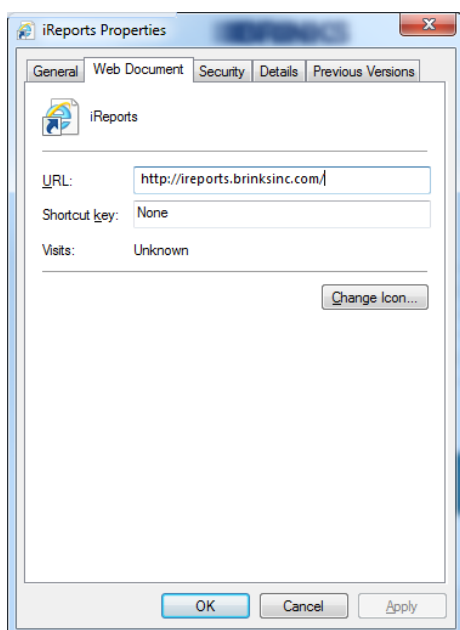 iReports Properties
General Web Document Security Details Previous Versions
iReports
URL: http://ireports.brinksinc.com/
Shortcut key: None
Visits: Unknown
Change Icon...
OK Cancel Apply